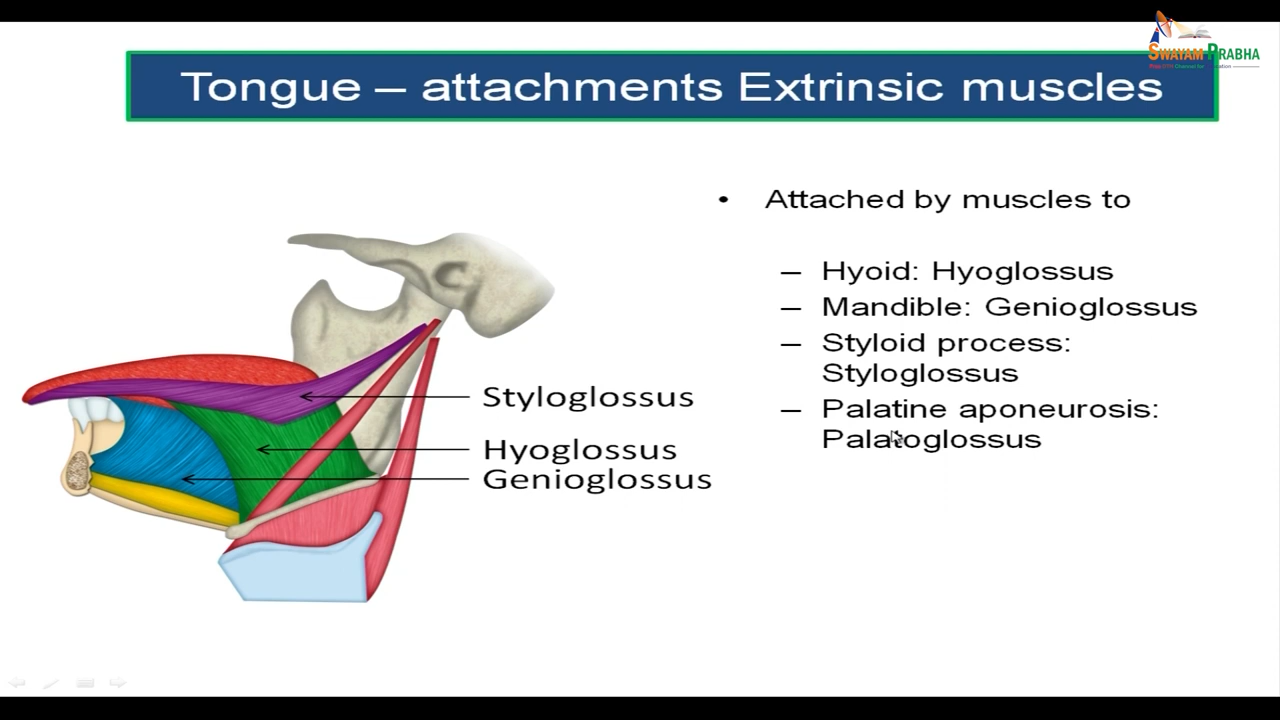 SWAYAM PRABHA
Tongue – attachments Extrinsic muscles
• Attached by muscles to
– Hyoid: Hyoglossus
– Mandible: Genioglossus
– Styloid process:
Styloglossus
– Palatine aponeurosis:
Palatoglossus
Styloglossus
Hyoglossus
Genioglossus